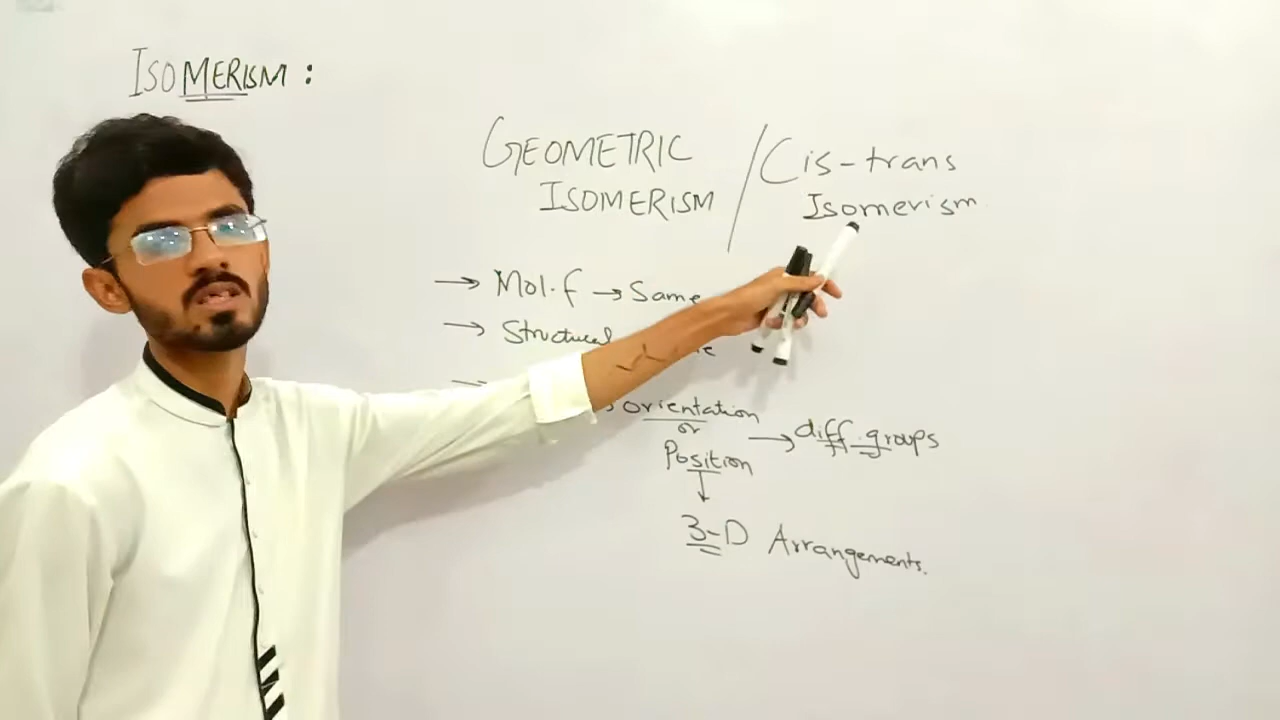 ISOMERISM :
GEOMETRIC / Cis-trans
ISOMERISM Isomerism
→ Mol.f → Same
→ Structural
→
orientation
or
Position → diff. groups
↓
3-D Arrangements.